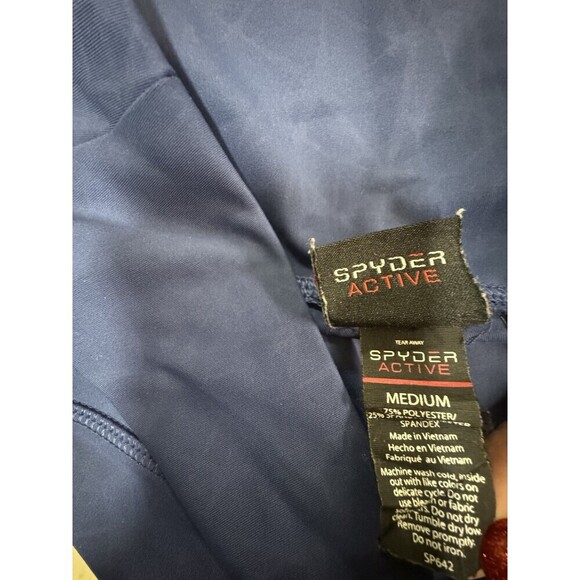 SPYDER
ACTIVE
TEAR AWAY
SPYDER
ACTIVE
MEDIUM
75% POLYESTER/
25% SPANDEX
Made in Vietnam
Hecho en Vietnam
Fabriqué au Vietnam
Machine wash cold, inside
out with like colors on
delicate cycle. Do not
use bleach or fabric
Do not dry
clean. Tumble dry low.
Remove promptly.
Do not iron.
SP642